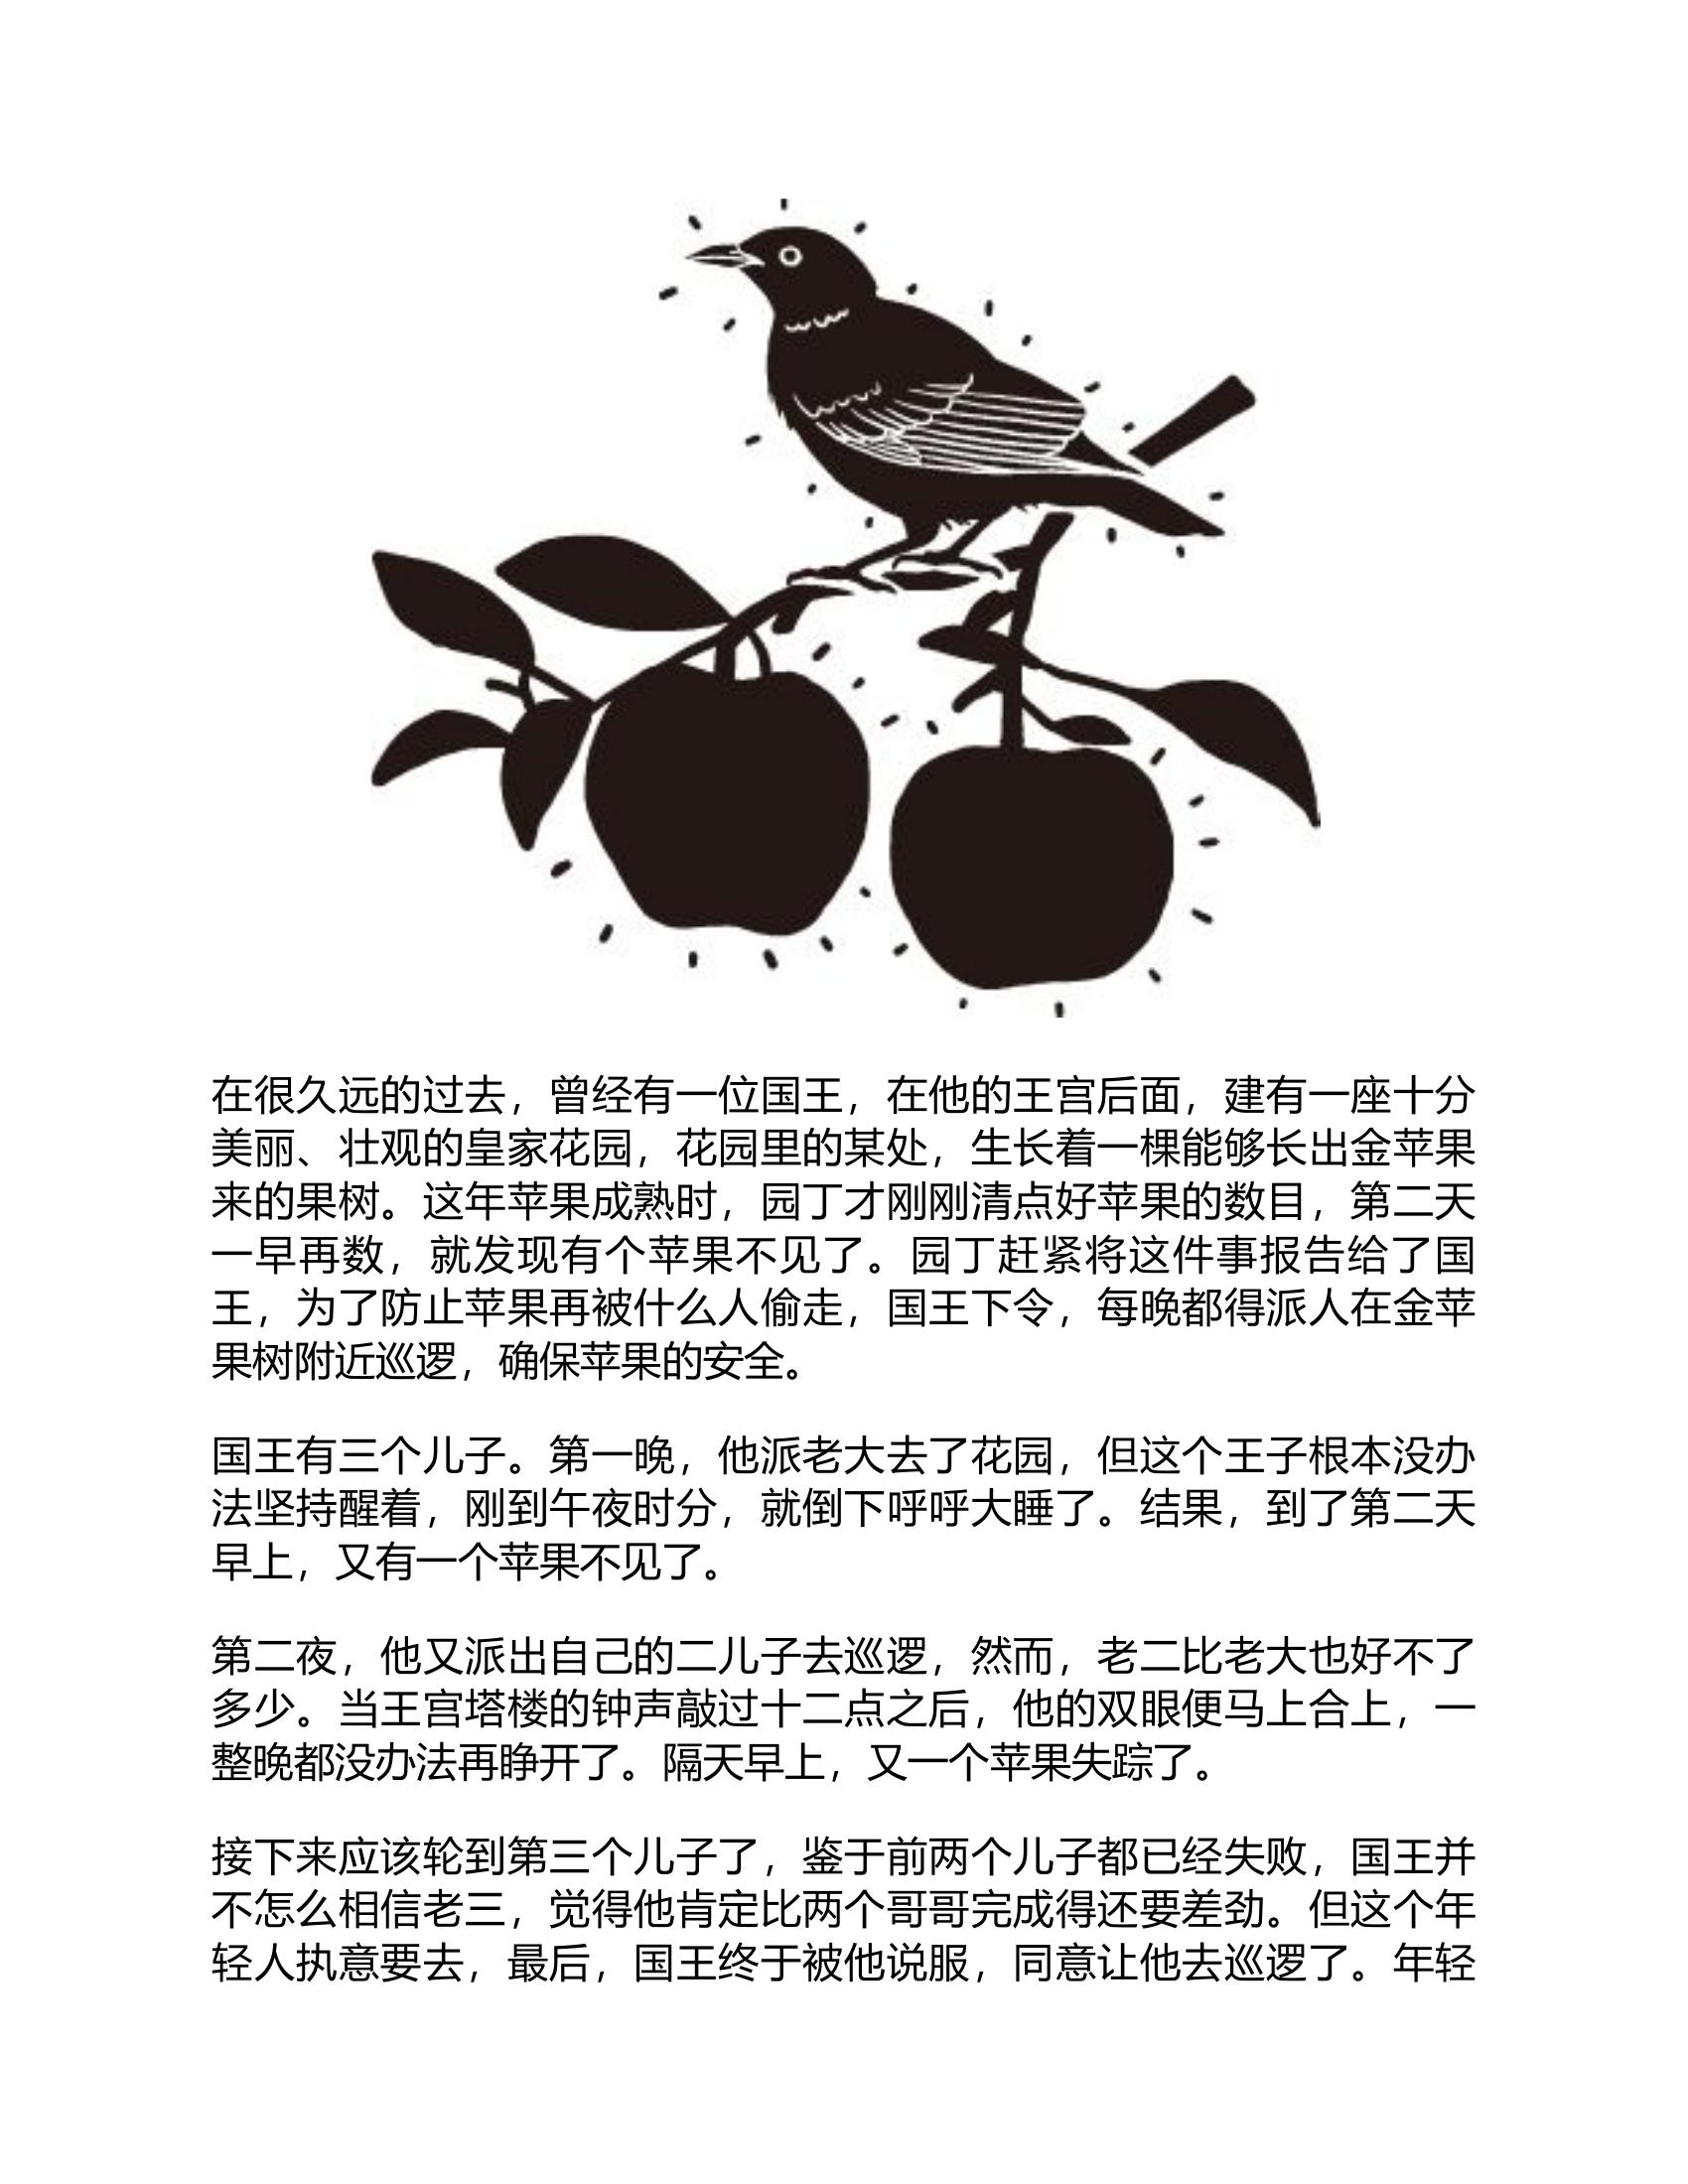 在很久远的过去，曾经有一位国王，在他的王宫后面，建有一座十分
美丽、壮观的皇家花园，花园里的某处，生长着一棵能够长出金苹果
来的果树。这年苹果成熟时，园丁才刚刚清点好苹果的数目，第二天
一早再数，就发现有个苹果不见了。园丁赶紧将这件事报告给了国
王，为了防止苹果再被什么人偷走，国王下令，每晚都得派人在金苹
果树附近巡逻，确保苹果的安全。
国王有三个儿子。第一晚，他派老大去了花园，但这个王子根本没办
法坚持醒着，刚到午夜时分，就倒下呼呼大睡了。结果，到了第二天
早上，又有一个苹果不见了。
第二夜，他又派出自己的二儿子去巡逻，然而，老二比老大也好不了
多少。当王宫塔楼的钟声敲过十二点之后，他的双眼便马上合上，一
整晚都没办法再睁开了。隔天早上，又一个苹果失踪了。
接下来应该轮到第三个儿子了，鉴于前两个儿子都已经失败，国王并
不怎么相信老三，觉得他肯定比两个哥哥完成得还要差劲。但这个年
轻人执意要去，最后，国王终于被他说服，同意让他去巡逻了。年轻